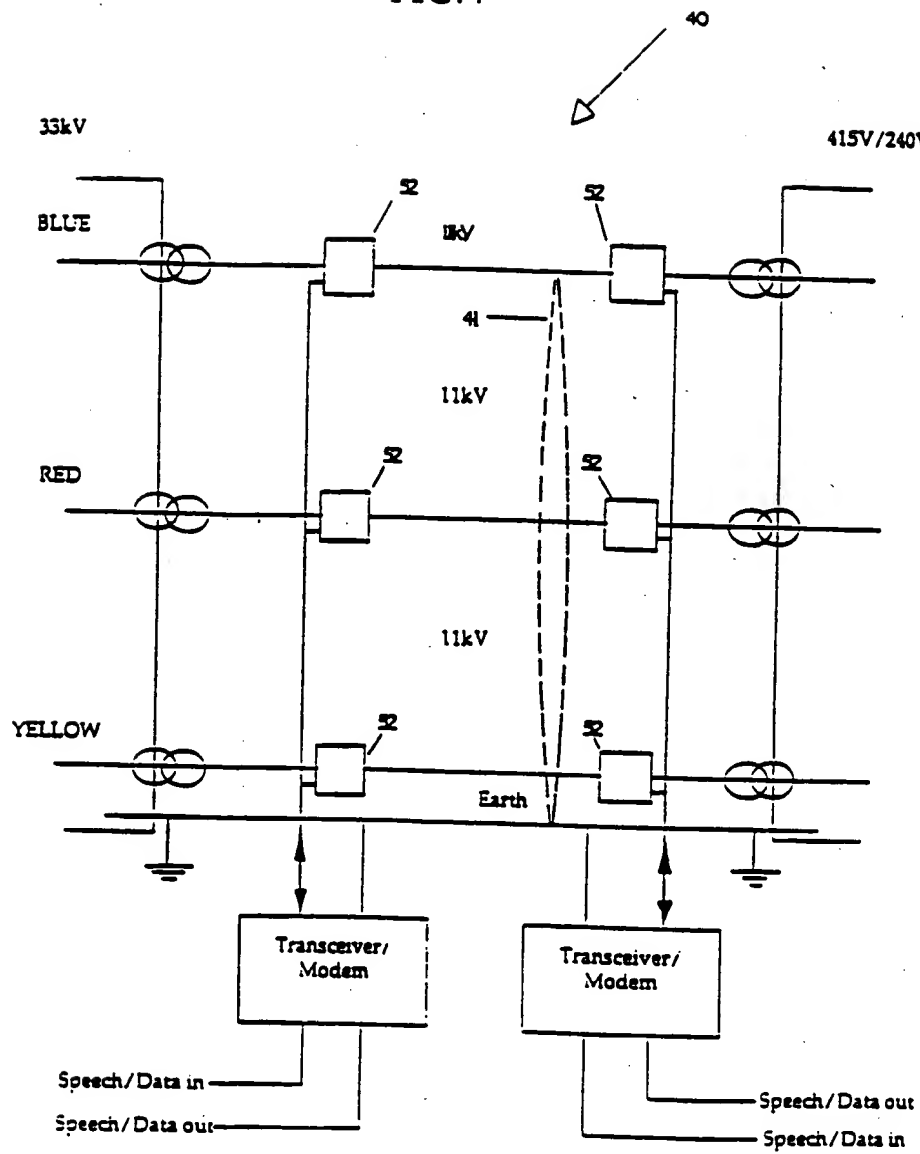 40
33kV
415V/240V
BLUE
52
52
11kV
41
11kV
RED
52
52
11kV
YELLOW
52
52
Earth
Transceiver/
Modem
Transceiver/
Modem
Speech/Data in
Speech/Data out
Speech/Data out
Speech/Data in